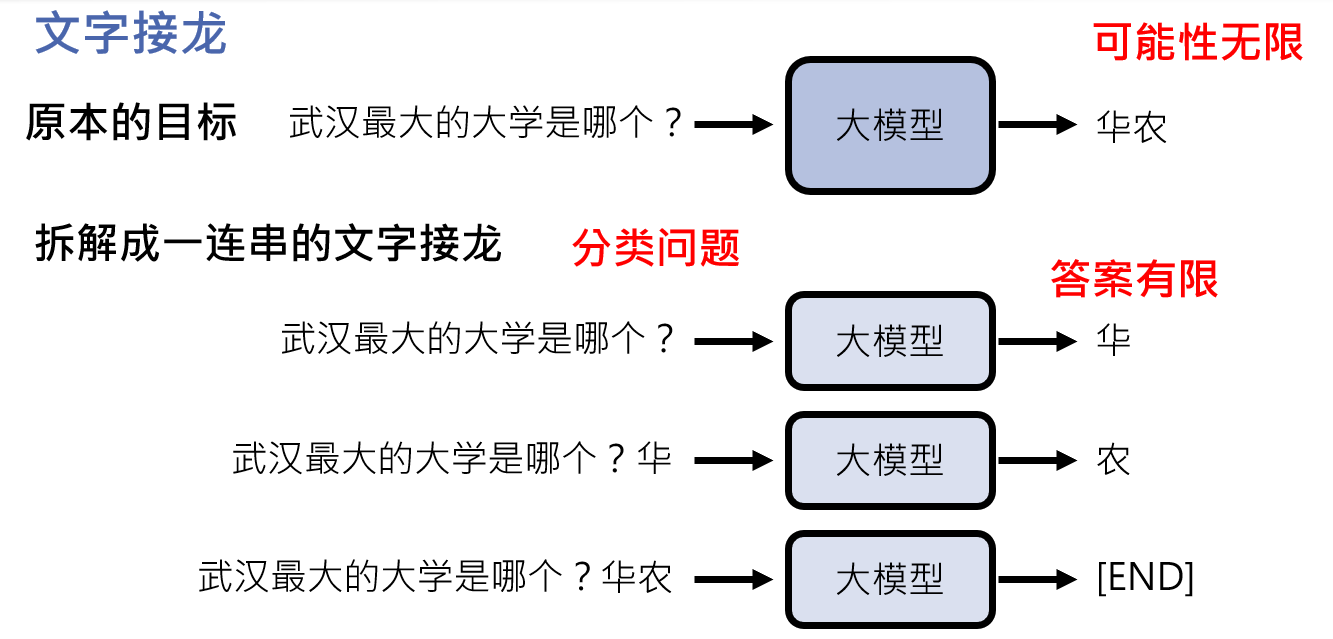 文字接龙
可能性无限
原本的目标
武汉最大的大学是哪个？
大模型
华农
拆解成一连串的文字接龙
分类问题
答案有限
武汉最大的大学是哪个？
大模型
华
武汉最大的大学是哪个？华
大模型
农
武汉最大的大学是哪个？华农
大模型
[END]